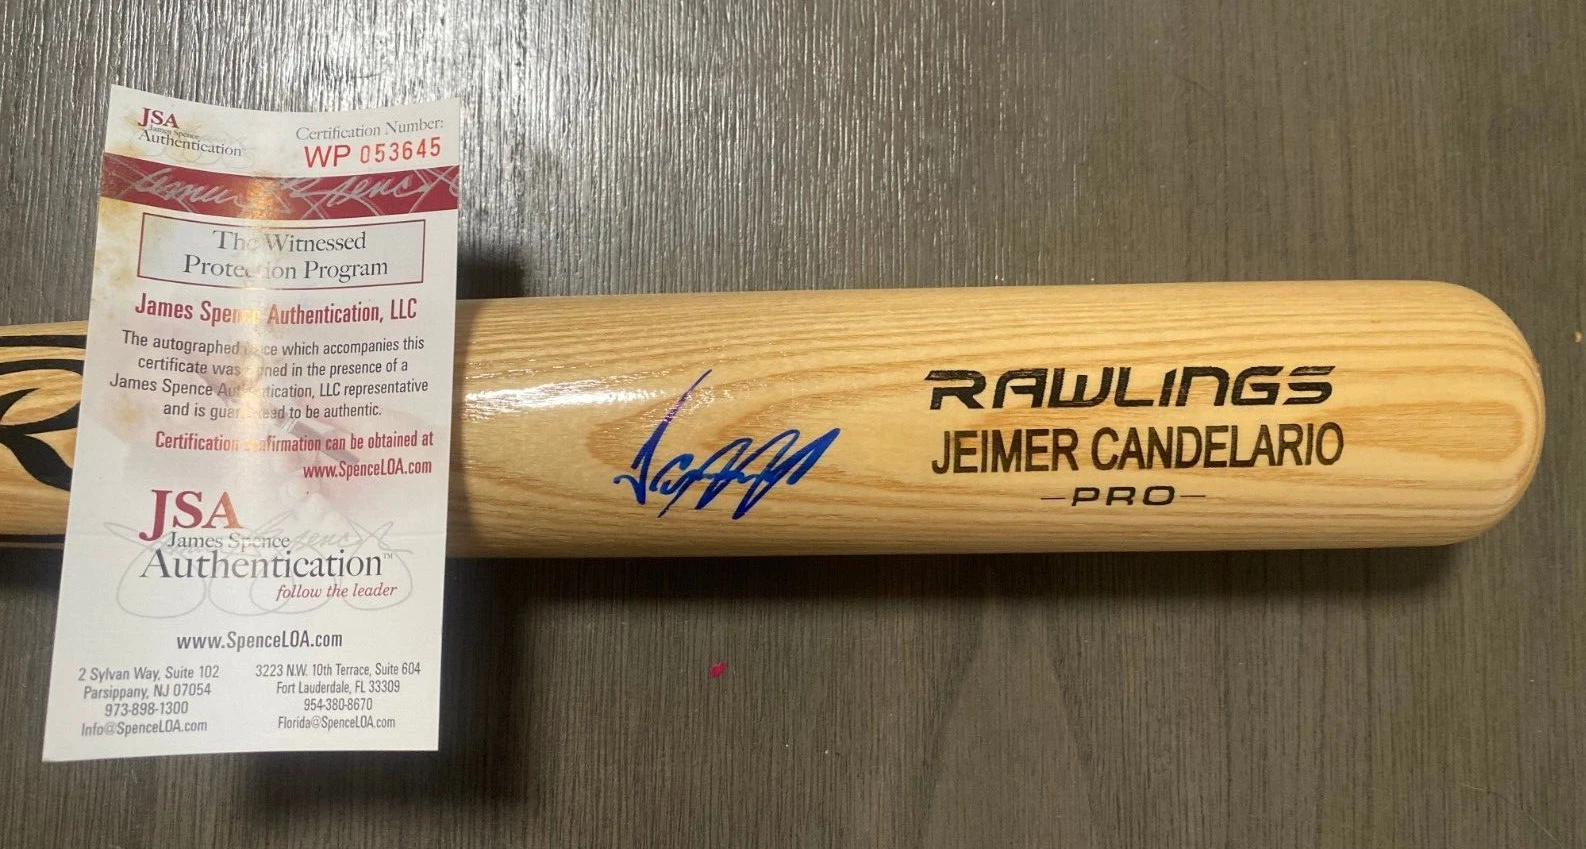 JSA
James Spence
Authentication
Certification Number:
WP 053645
The Witnessed
Protection Program
James Spence Authentication, LLC
The autographed piece which accompanies this
certificate was signed in the presence of a
James Spence Authentication, LLC representative
and is guaranteed to be authentic.
Certification confirmation can be obtained at
www.SpenceLOA.com
JSA
James Spence
Authentication™
follow the leader
www.SpenceLOA.com
2 Sylvan Way, Suite 102
Parsippany, NJ 07054
973-898-1300
Info@SpenceLOA.com
3223 N.W. 10th Terrace, Suite 604
Fort Lauderdale, FL 33309
954-380-8670
Florida@SpenceLOA.com
RAWLINGS
JEIMER CANDELARIO
–PRO–